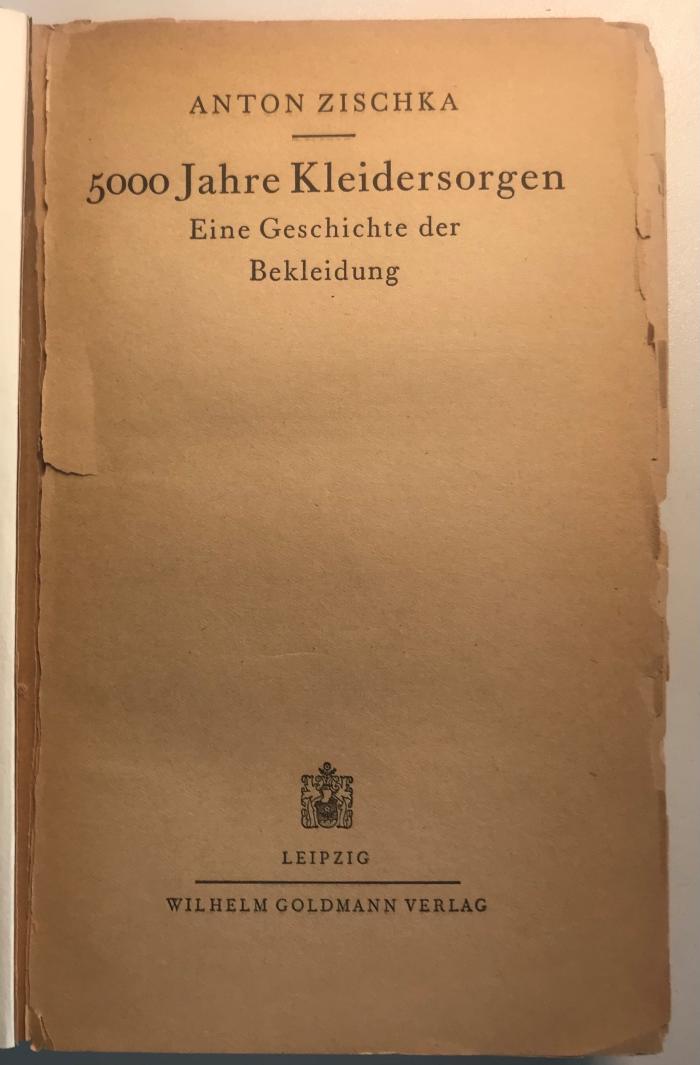 ANTON ZISCHKA
5000 Jahre Kleidersorgen
Eine Geschichte der
Bekleidung
LEIPZIG
WILHELM GOLDMANN VERLAG